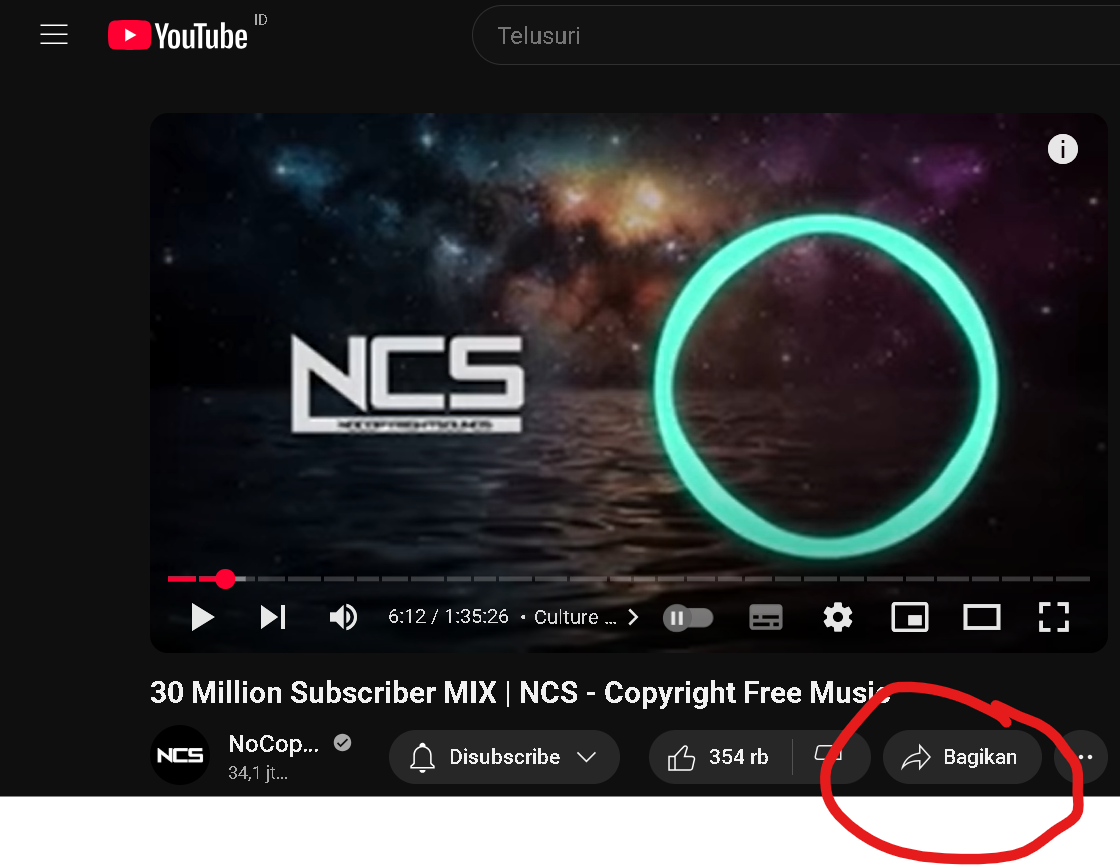 YouTube ID
Telusuri
i
NCS
NOCOPYRIGHTSOUNDS
6:12 / 1:35:26 • Culture ...
30 Million Subscriber MIX | NCS - Copyright Free Music
NCS
NoCop...
34,1 jt...
Disubscribe
354 rb
Bagikan